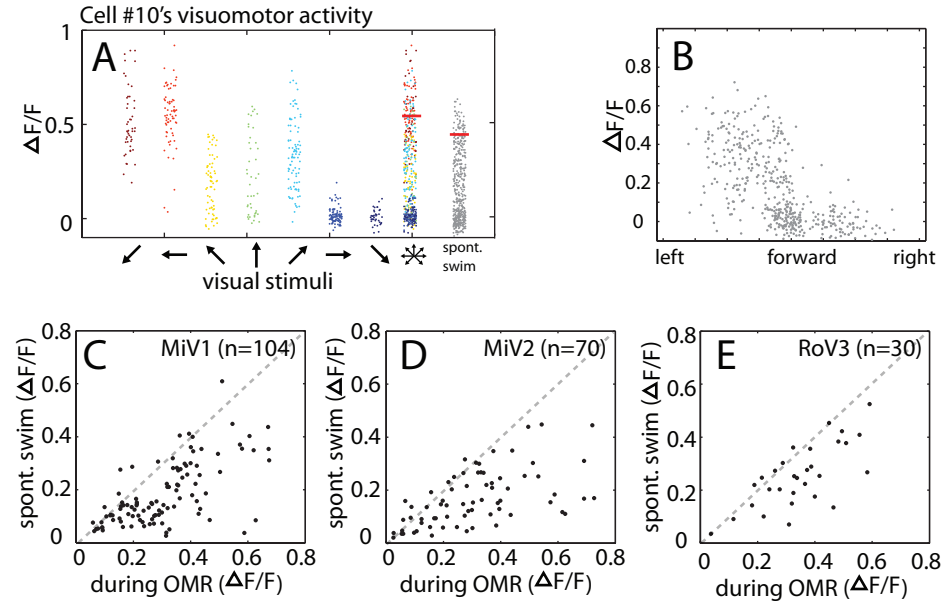 Cell #10's visuomotor activity
A
ΔF/F
1
0.5
0
visual stimuli
spont.
swim
B
ΔF/F
0.8
0.6
0.4
0.2
0
left
forward
right
C
MiV1 (n=104)
spont. swim (ΔF/F)
0.8
0.6
0.4
0.2
0
0
0.2
0.4
0.6
0.8
during OMR (ΔF/F)
D
MiV2 (n=70)
spont. swim (ΔF/F)
0.8
0.6
0.4
0.2
0
0
0.2
0.4
0.6
0.8
during OMR (ΔF/F)
E
RoV3 (n=30)
spont. swim (ΔF/F)
0.8
0.6
0.4
0.2
0
0
0.2
0.4
0.6
0.8
during OMR (ΔF/F)